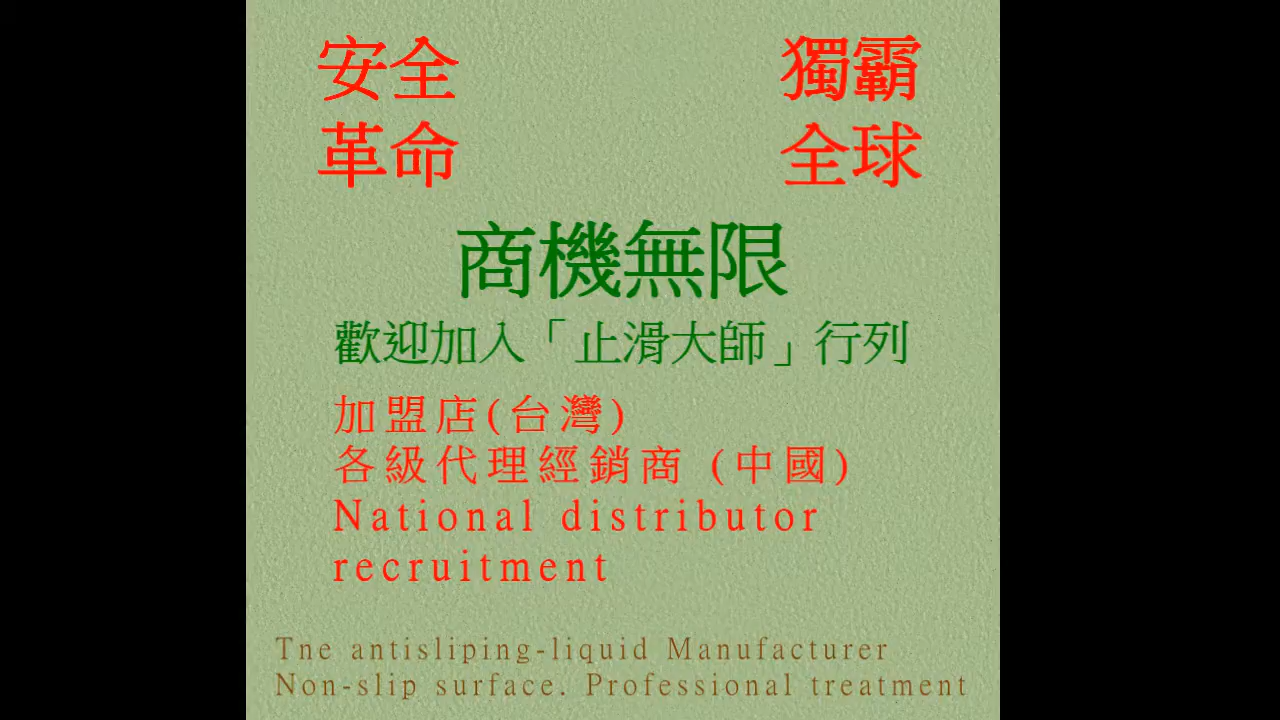 安全
革命
獨霸
全球
商機無限
歡迎加入「止滑大師」行列
加盟店(台灣)
各級代理經銷商 (中國)
National distributor
recruitment
Tne antisliping-liquid Manufacturer
Non-slip surface. Professional treatment